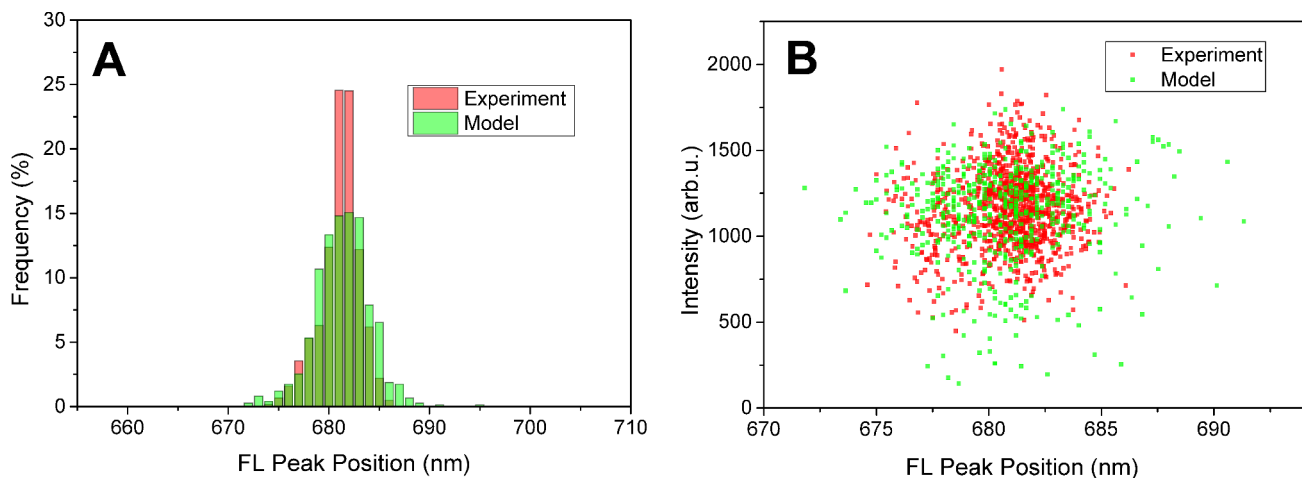 A
Experiment
Model
Frequency (%)
30
25
20
15
10
5
0
660
670
680
690
700
710
FL Peak Position (nm)
B
Experiment
Model
Intensity (arb.u.)
2000
1500
1000
500
0
670
675
680
685
690
FL Peak Position (nm)